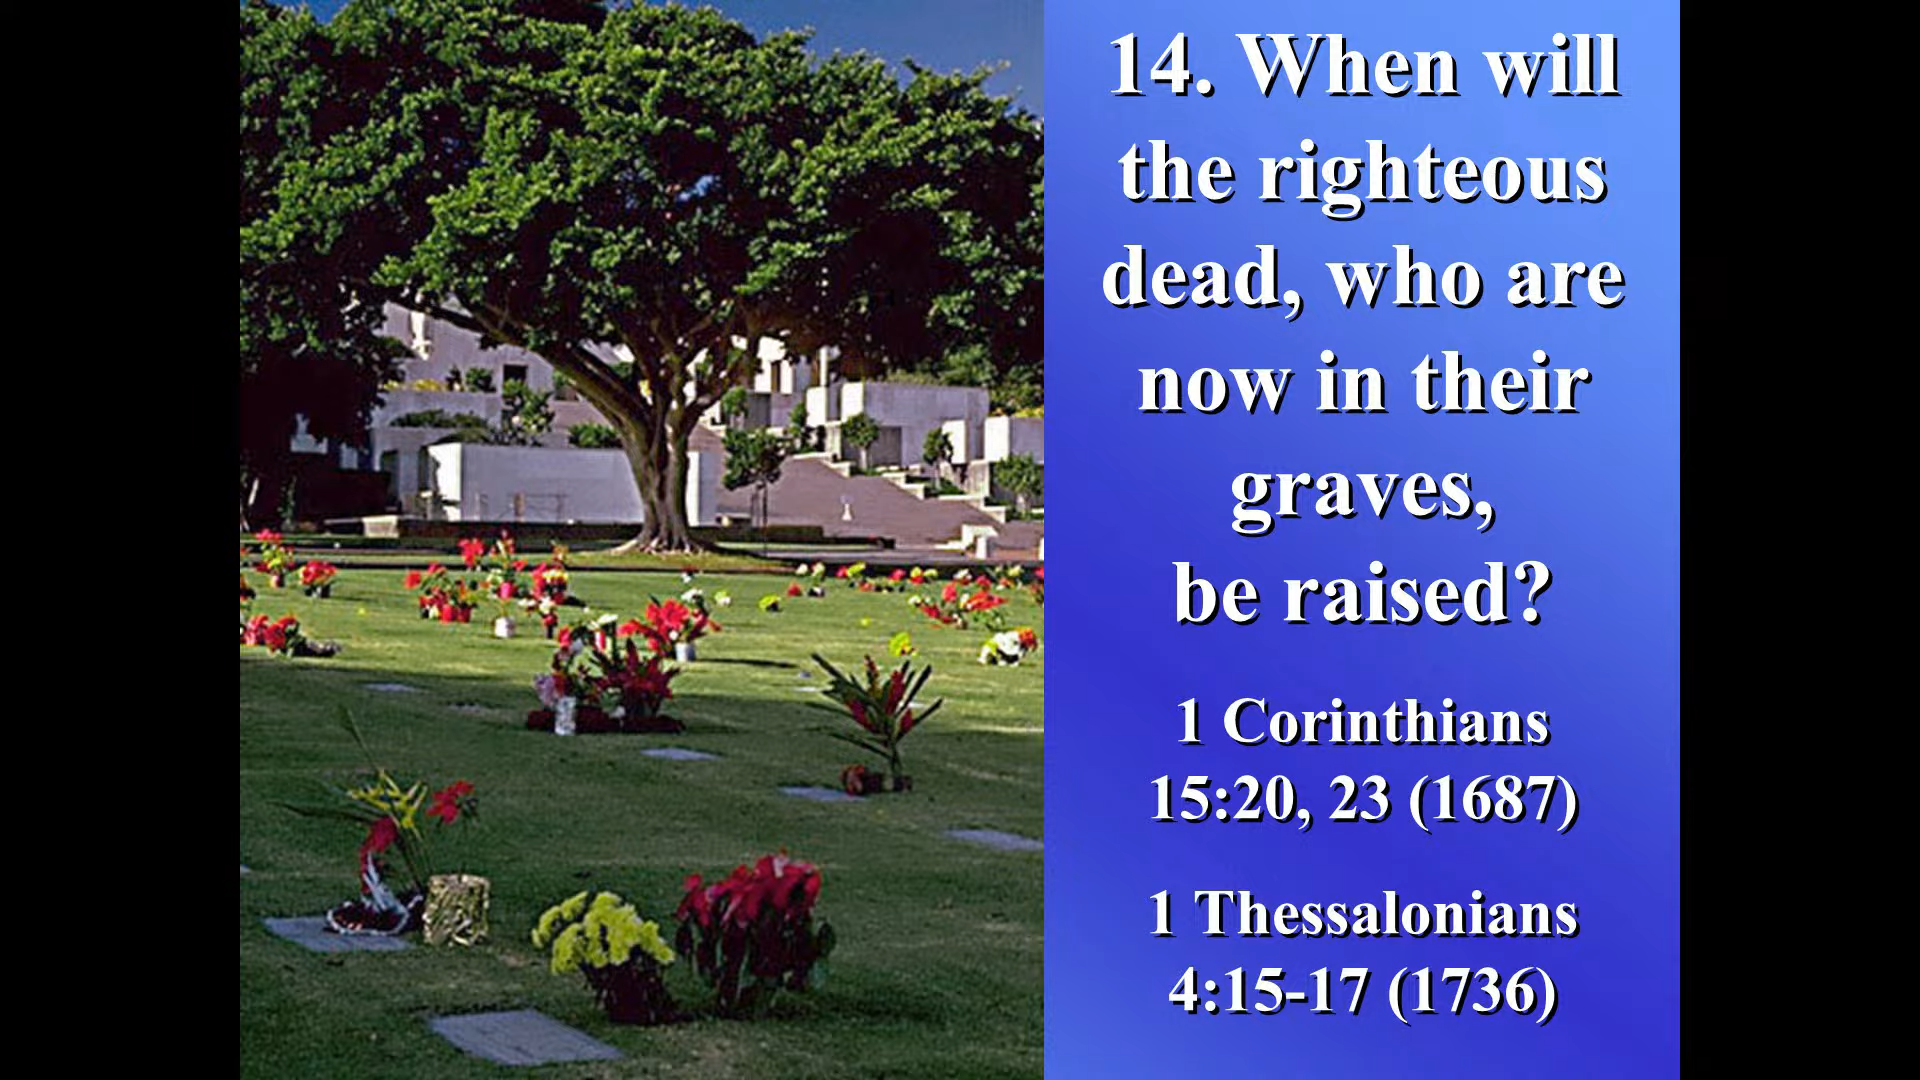 14. When will
the righteous
dead, who are
now in their
graves,
be raised?
1 Corinthians
15:20, 23 (1687)
1 Thessalonians
4:15-17 (1736)